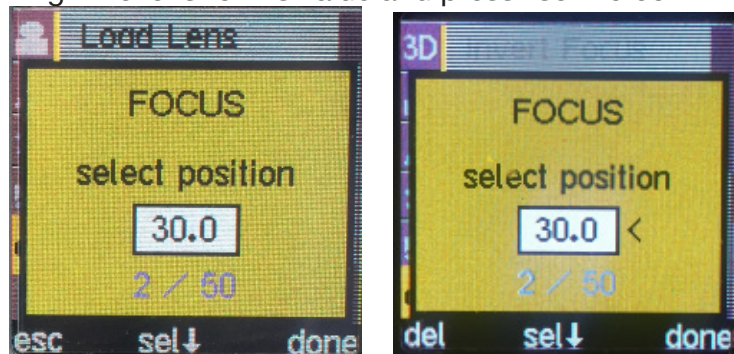 Load Lens
FOCUS
select position
30.0
2 / 50
esc sel↓ done
3D Insert Focus
FOCUS
select position
30.0 <
2 / 50
del sel↓ done